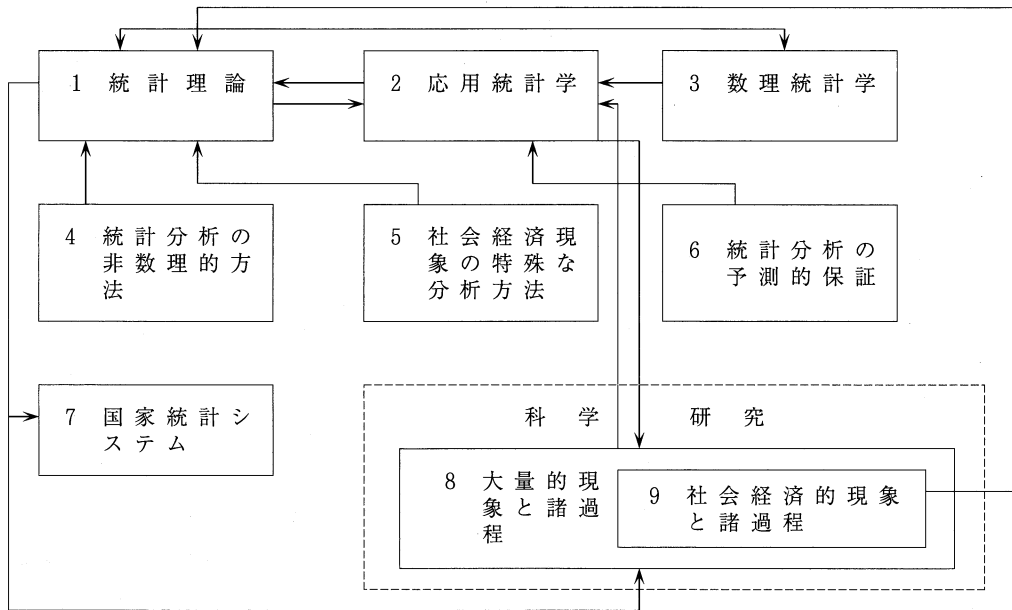 1 統計理論
2 応用統計学
3 数理統計学
4 統計分析の
非数理的方
法
5 社会経済現
象の特殊な
分析方法
6 統計分析の
予測的保証
7 国家統計シ
ステム
科学研究
8 大量的現
象と諸過
程
9 社会経済的現象
と諸過程